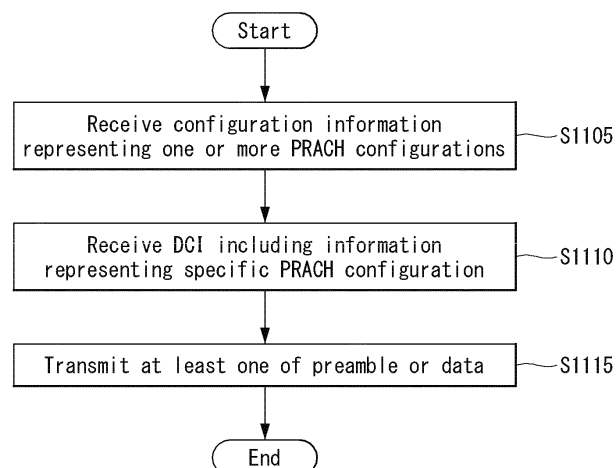 Start
Receive configuration information
representing one or more PRACH configurations
S1105
Receive DCI including information
representing specific PRACH configuration
S1110
Transmit at least one of preamble or data
S1115
End